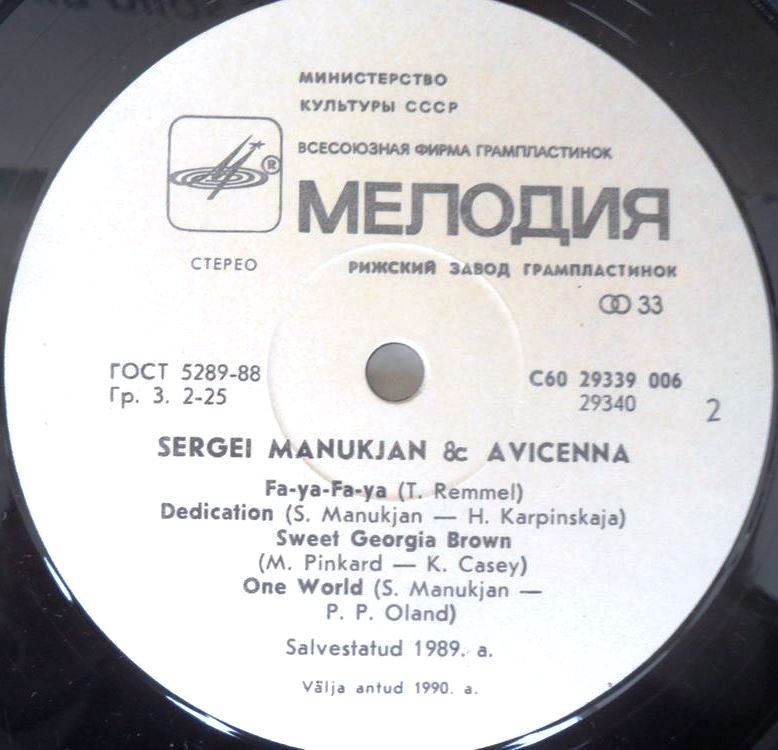 МИНИСТЕРСТВО
КУЛЬТУРЫ СССР
ВСЕСОЮЗНАЯ ФИРМА ГРАМПЛАСТИНОК
®
МЕЛОДИЯ
СТЕРЕО
РИЖСКИЙ ЗАВОД ГРАМПЛАСТИНОК
33
ГОСТ 5289-88
Гр. 3. 2-25
С60 29339 006
29340
2
SERGEI MANUKJAN & AVICENNA
Fa-ya-Fa-ya (T. Remmel)
Dedication (S. Manukjan — H. Karpinskaja)
Sweet Georgia Brown
(M. Pinkard — K. Casey)
One World (S. Manukjan —
P. P. Oland)
Salvestatud 1989. a.
Välja antud 1990. a.